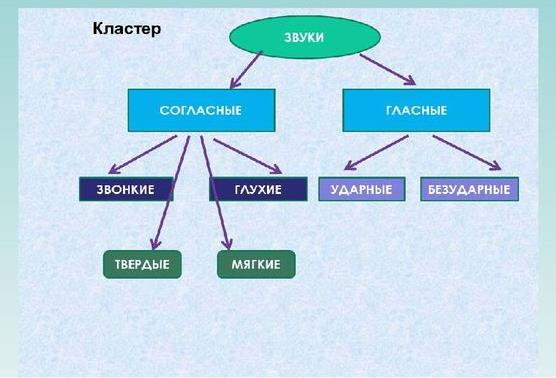 Кластер
ЗВУКИ
СОГЛАСНЫЕ
ГЛАСНЫЕ
ЗВОНКИЕ
ГЛУХИЕ
УДАРНЫЕ
БЕЗУДАРНЫЕ
ТВЕРДЫЕ
МЯГКИЕ